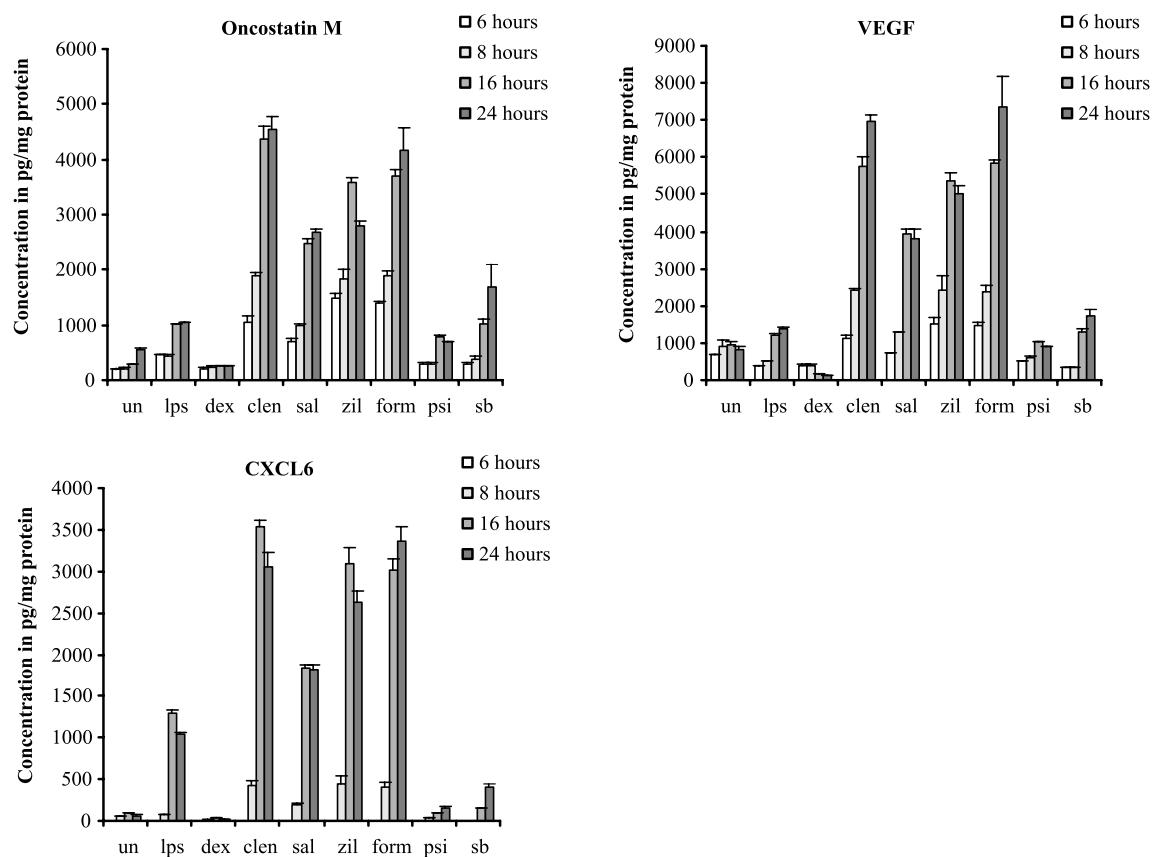 Oncostatin M
6 hours
8 hours
16 hours
24 hours
Concentration in pg/mg protein
6000
5000
4000
3000
2000
1000
0
un lps dex clen sal zil form psi sb
VEGF
6 hours
8 hours
16 hours
24 hours
Concentration in pg/mg protein
9000
8000
7000
6000
5000
4000
3000
2000
1000
0
un lps dex clen sal zil form psi sb
CXCL6
6 hours
8 hours
16 hours
24 hours
Concentration in pg/mg protein
4000
3500
3000
2500
2000
1500
1000
500
0
un lps dex clen sal zil form psi sb